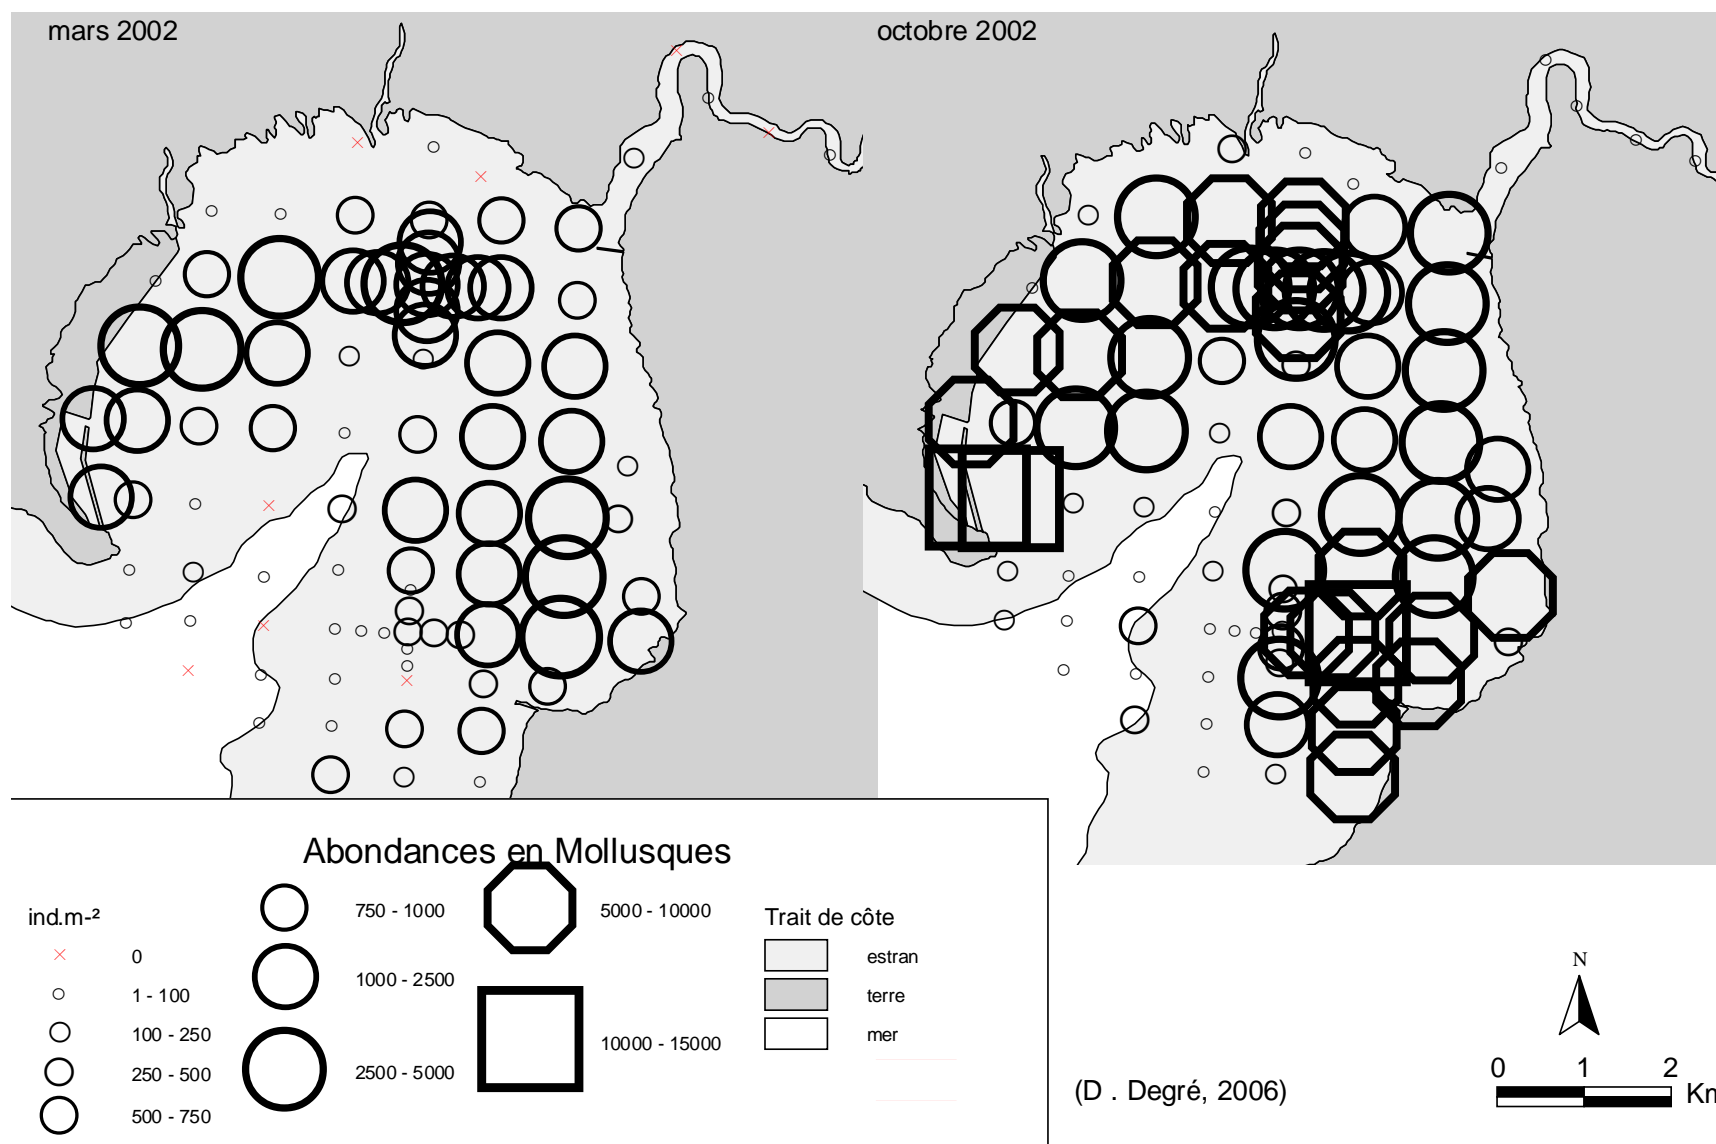 mars 2002
octobre 2002
Abondances en Mollusques
ind.m-²
0
1 - 100
100 - 250
250 - 500
500 - 750
750 - 1000
1000 - 2500
2500 - 5000
5000 - 10000
10000 - 15000
Trait de côte
estran
terre
mer
(D . Degré, 2006)
N
0 1 2
Km